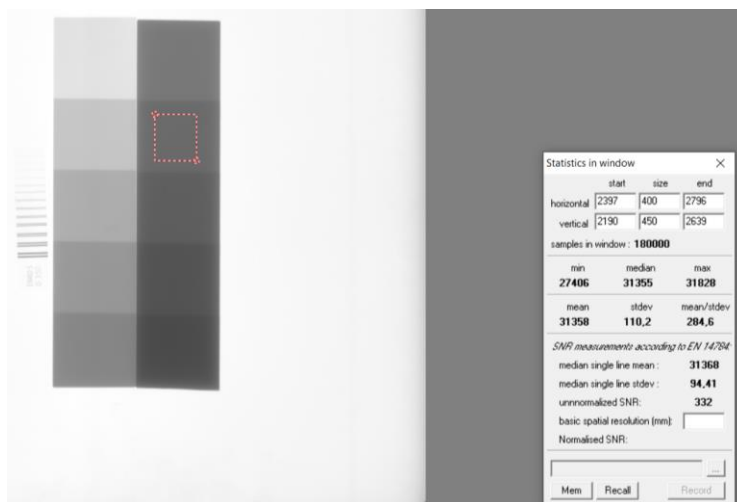 Statistics in window
start size end
horizontal 2397 400 2796
vertical 2190 450 2639
samples in window : 180000
min median max
27406 31355 31828
mean stdev mean/stdev
31358 110,2 284,6
SNR measurements according to EN 14784:
median single line mean : 31368
median single line stdev : 94,41
unnnormalized SNR: 332
basic spatial resolution (mm):
Normalised SNR:
...
Mem Recall Record